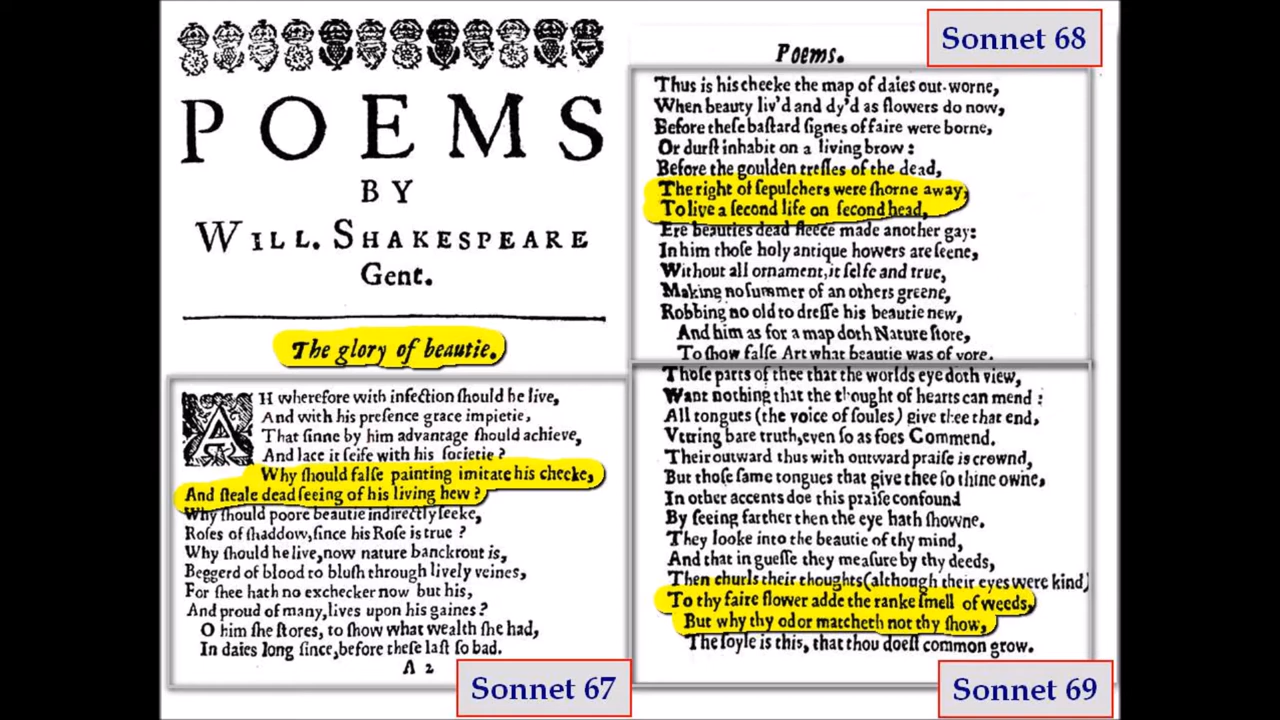 POEMS
BY
WILL. SHAKESPEARE
Gent.
The glory of beautie.
AH wherefore with infection ſhould he live,
And with his preſence grace impietie,
That ſinne by him advantage ſhould achieve,
And lace it ſelfe with his ſocietie?
Why ſhould falſe painting imitate his cheeke,
And ſteale dead ſeeing of his living hew?
Why ſhould poore beautie indirectly ſeeke,
Roſes of ſhaddow, ſince his Roſe is true?
Why ſhould he live, now nature banckrout is,
Beggerd of blood to bluſh through lively veines,
For ſhee hath no exchecker now but his,
And proud of many, lives upon his gaines?
O him ſhe ſtores, to ſhow what wealth ſhe had,
In daies long ſince, before theſe laſt ſo bad.
A 2
Sonnet 67
Sonnet 68
Poems.
Thus is his cheeke the map of daies out-worne,
When beauty liv'd and dy'd as flowers do now,
Before theſe baſtard ſignes of faire were borne,
Or durſt inhabit on a living brow:
Before the goulden treſſes of the dead,
The right of ſepulchers were ſhorne away,
To live a ſecond life on ſecond head,
Ere beauties dead fleece made another gay:
In him thoſe holy antique howers are ſeene,
Without all ornament, it ſelfe and true,
Making no ſummer of an others greene,
Robbing no old to dreſſe his beautie new,
And him as for a map doth Nature ſtore,
To ſhow falſe Art what beautie was of yore.
Thoſe parts of thee that the worlds eye doth view,
Want nothing that the thought of hearts can mend:
All tongues (the voice of ſoules) give thee that end,
Vttring bare truth, even ſo as foes Commend.
Their outward thus with outward praiſe is crownd,
But thoſe ſame tongues that give thee ſo thine owne,
In other accents doe this praiſe confound
By ſeeing farther then the eye hath ſhowne.
They looke into the beautie of thy mind,
And that in gueſſe they meaſure by thy deeds,
Then churls their thoughts (although their eyes were kind)
To thy faire flower adde the ranke ſmell of weeds,
But why thy odor matcheth not thy ſhow,
The ſoyle is this, that thou doeſt common grow.
Sonnet 69